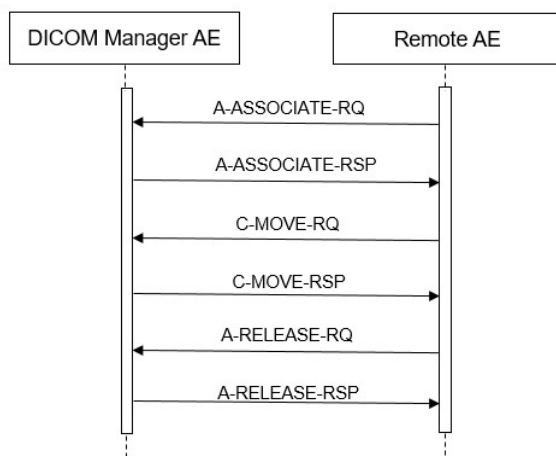 DICOM Manager AE
Remote AE
A-ASSOCIATE-RQ
A-ASSOCIATE-RSP
C-MOVE-RQ
C-MOVE-RSP
A-RELEASE-RQ
A-RELEASE-RSP